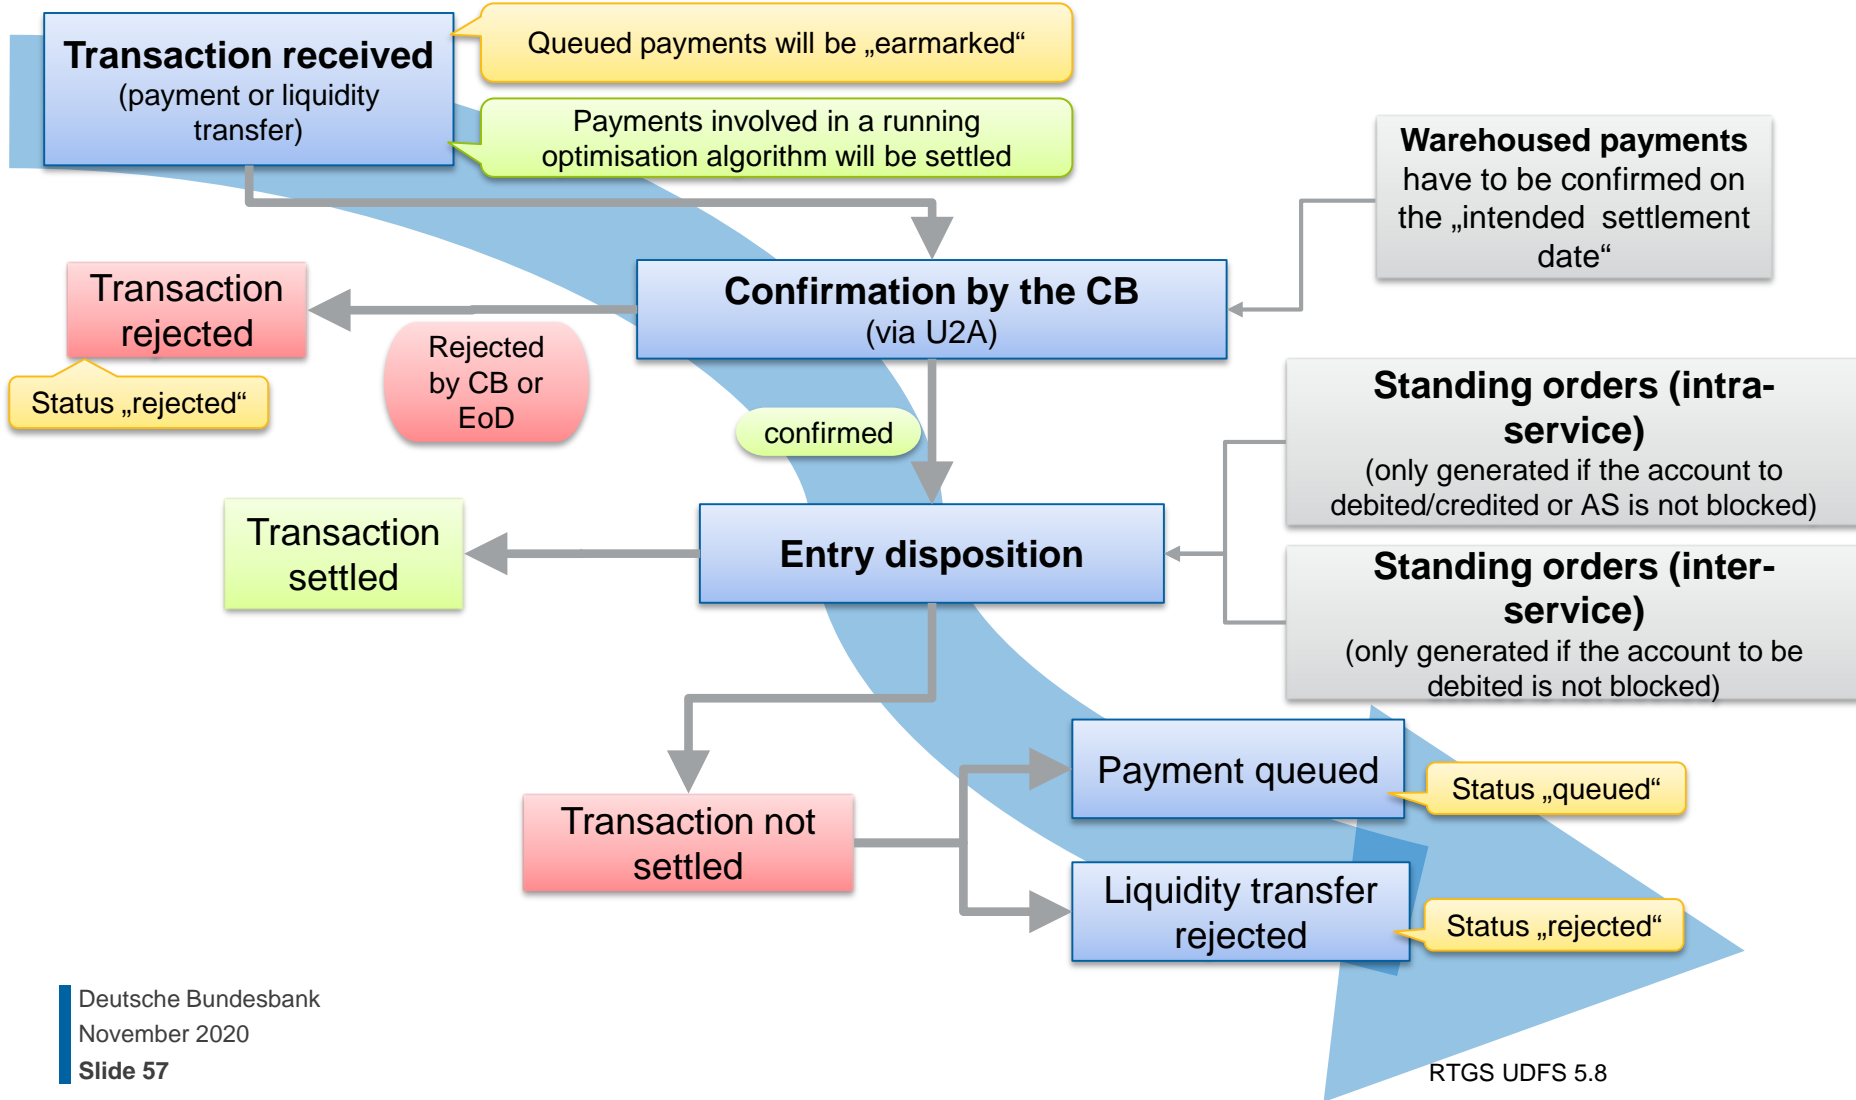 Transaction received
(payment or liquidity
transfer)
Queued payments will be „earmarked“
Payments involved in a running
optimisation algorithm will be settled
Warehoused payments
have to be confirmed on
the „intended settlement
date“
Confirmation by the CB
(via U2A)
Transaction
rejected
Status „rejected“
Rejected
by CB or
EoD
confirmed
Standing orders (intra-
service)
(only generated if the account to
debited/credited or AS is not blocked)
Transaction
settled
Entry disposition
Standing orders (inter-
service)
(only generated if the account to be
debited is not blocked)
Payment queued
Status „queued“
Transaction not
settled
Liquidity transfer
rejected
Status „rejected“
Deutsche Bundesbank
November 2020
Slide 57
RTGS UDFS 5.8